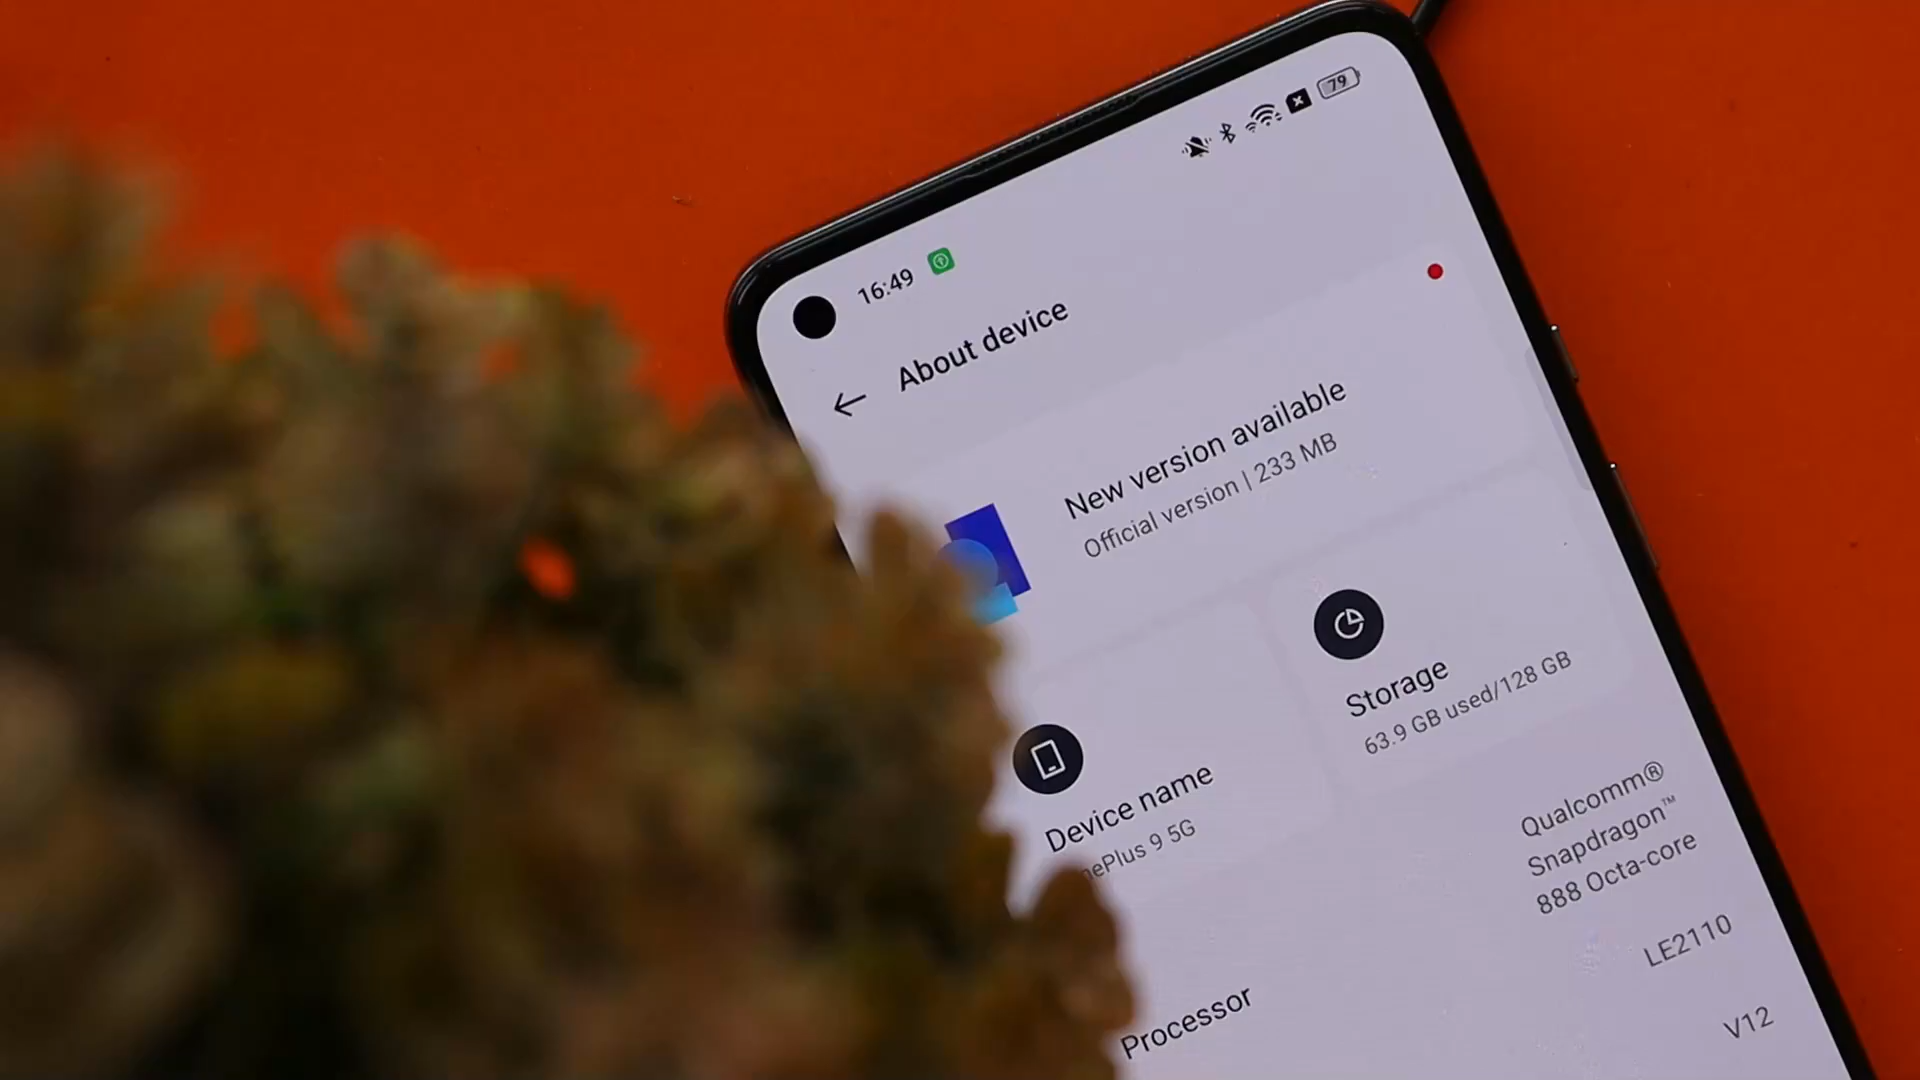 79
16:49
About device
New version available
Official version | 233 MB
Storage
63.9 GB used/128 GB
Device name
nePlus 9 5G
Qualcomm®
Snapdragon™
888 Octa-core
LE2110
Processor
V12